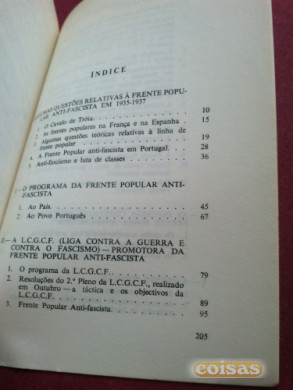 ÍNDICE
QUESTÕES RELATIVAS À FRENTE POPU-
LAR ANTI-FASCISTA EM 1935-1937
1. O Cavalo de Tróia. 10
2. As frentes populares na França e na Espanha 15
3. Algumas questões teóricas relativas à linha de
frente popular 19
4. A Frente Popular anti-fascista em Portugal. 28
5. Anti-fascismo e luta de classes 36
— O PROGRAMA DA FRENTE POPULAR ANTI-
FASCISTA
1. Ao País. 45
2. Ao Povo Português 67
— A L.C.G.C.F. (LIGA CONTRA A GUERRA E
CONTRA O FASCISMO) — PROMOTORA DA
FRENTE POPULAR ANTI-FASCISTA
1. O programa da L.C.G.C.F. 79
2. Resoluções do 2.º Pleno da L.C.G.C.F., realizado
em Outubro — a táctica e os objectivos da
L.C.G.C.F. 89
3. Frente Popular Anti-fascista. 95
205
coisas